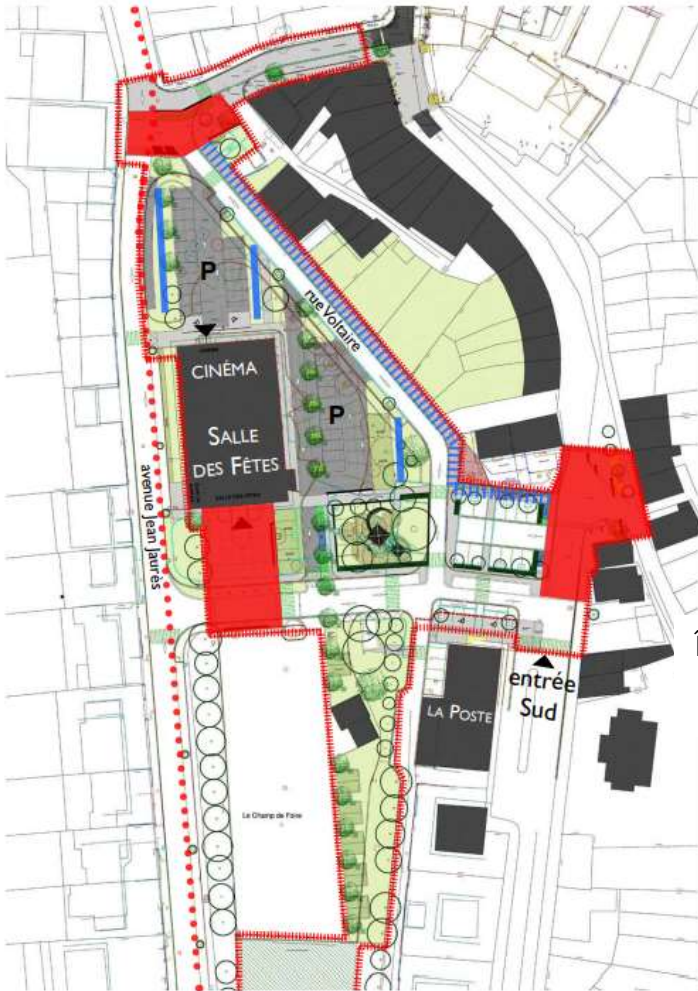 P
rue Voltaire
CINÉMA
P
SALLE
DES FÊTES
avenue Jean Jaurès
entrée
Sud
LA POSTE
Le Champ de Foire